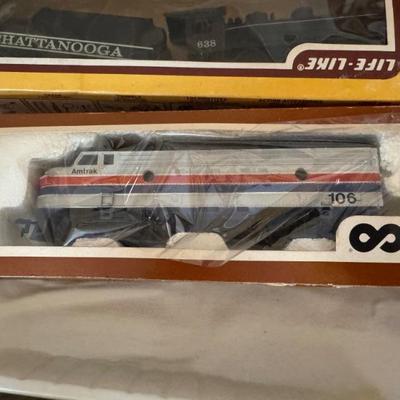 CHATTANOOGA
638
LIFE-LIKE®
Amtrak
106